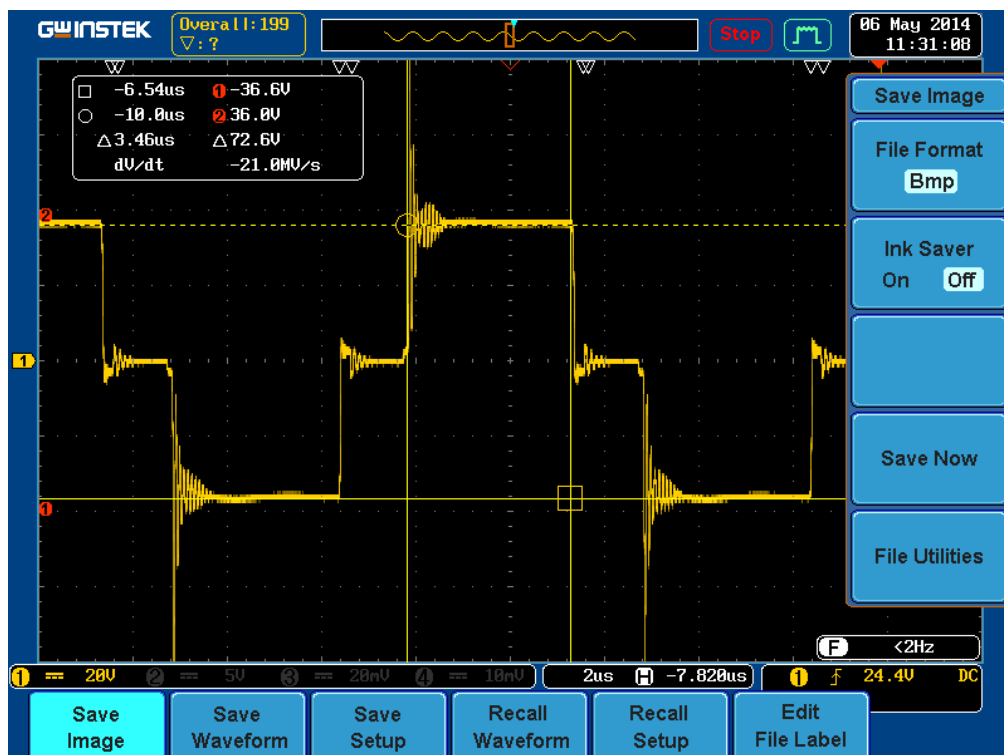 GWINSTEK
Overall:199
▽:?
Stop
06 May 2014
11:31:08
□ -6.54us ❶-36.6V
○ -10.0us ❷36.0V
△3.46us △72.6V
dV/dt -21.0MV/s
2
1
1
Save Image
File Format
Bmp
Ink Saver
On Off
Save Now
File Utilities
F <2Hz
1 20V 2 5V 3 20mV 4 10mV
2us H -7.820us
1 24.4V DC
Save Image
Save Waveform
Save Setup
Recall Waveform
Recall Setup
Edit File Label